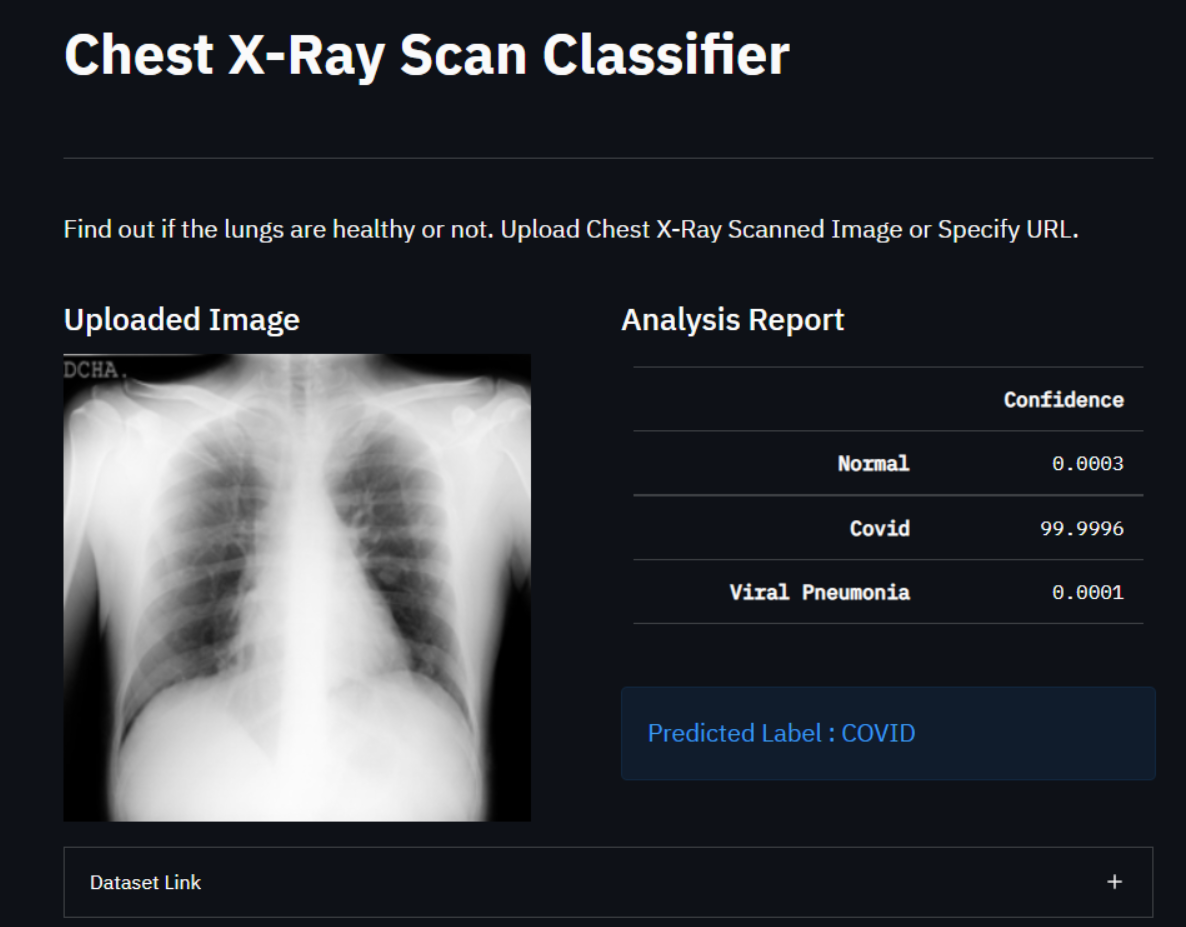 Chest X-Ray Scan Classifier
Find out if the lungs are healthy or not. Upload Chest X-Ray Scanned Image or Specify URL.
Uploaded Image
DCHA.
Analysis Report
Confidence
Normal 0.0003
Covid 99.9996
Viral Pneumonia 0.0001
Predicted Label : COVID
Dataset Link +